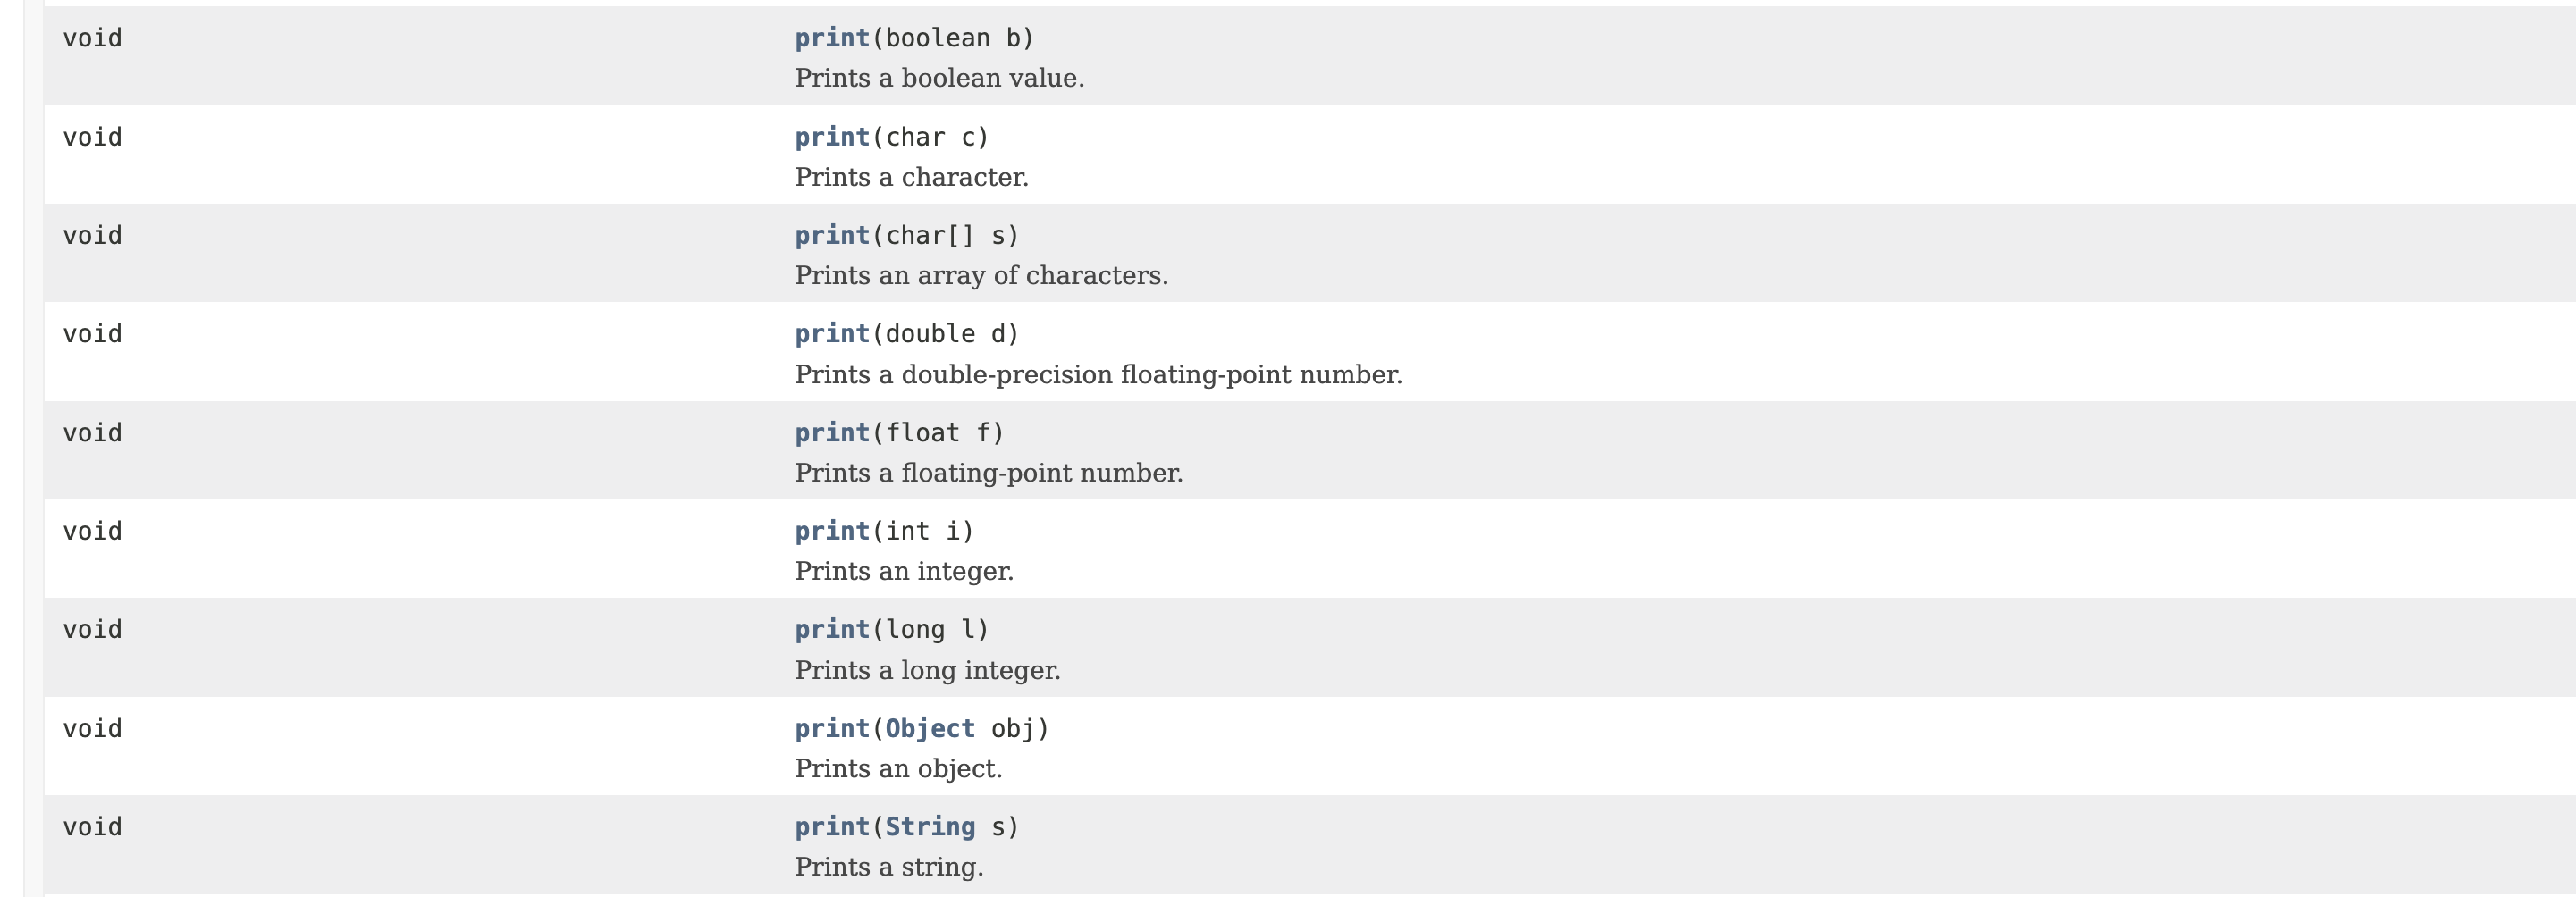 void print(boolean b)
Prints a boolean value.
void print(char c)
Prints a character.
void print(char[] s)
Prints an array of characters.
void print(double d)
Prints a double-precision floating-point number.
void print(float f)
Prints a floating-point number.
void print(int i)
Prints an integer.
void print(long l)
Prints a long integer.
void print(Object obj)
Prints an object.
void print(String s)
Prints a string.